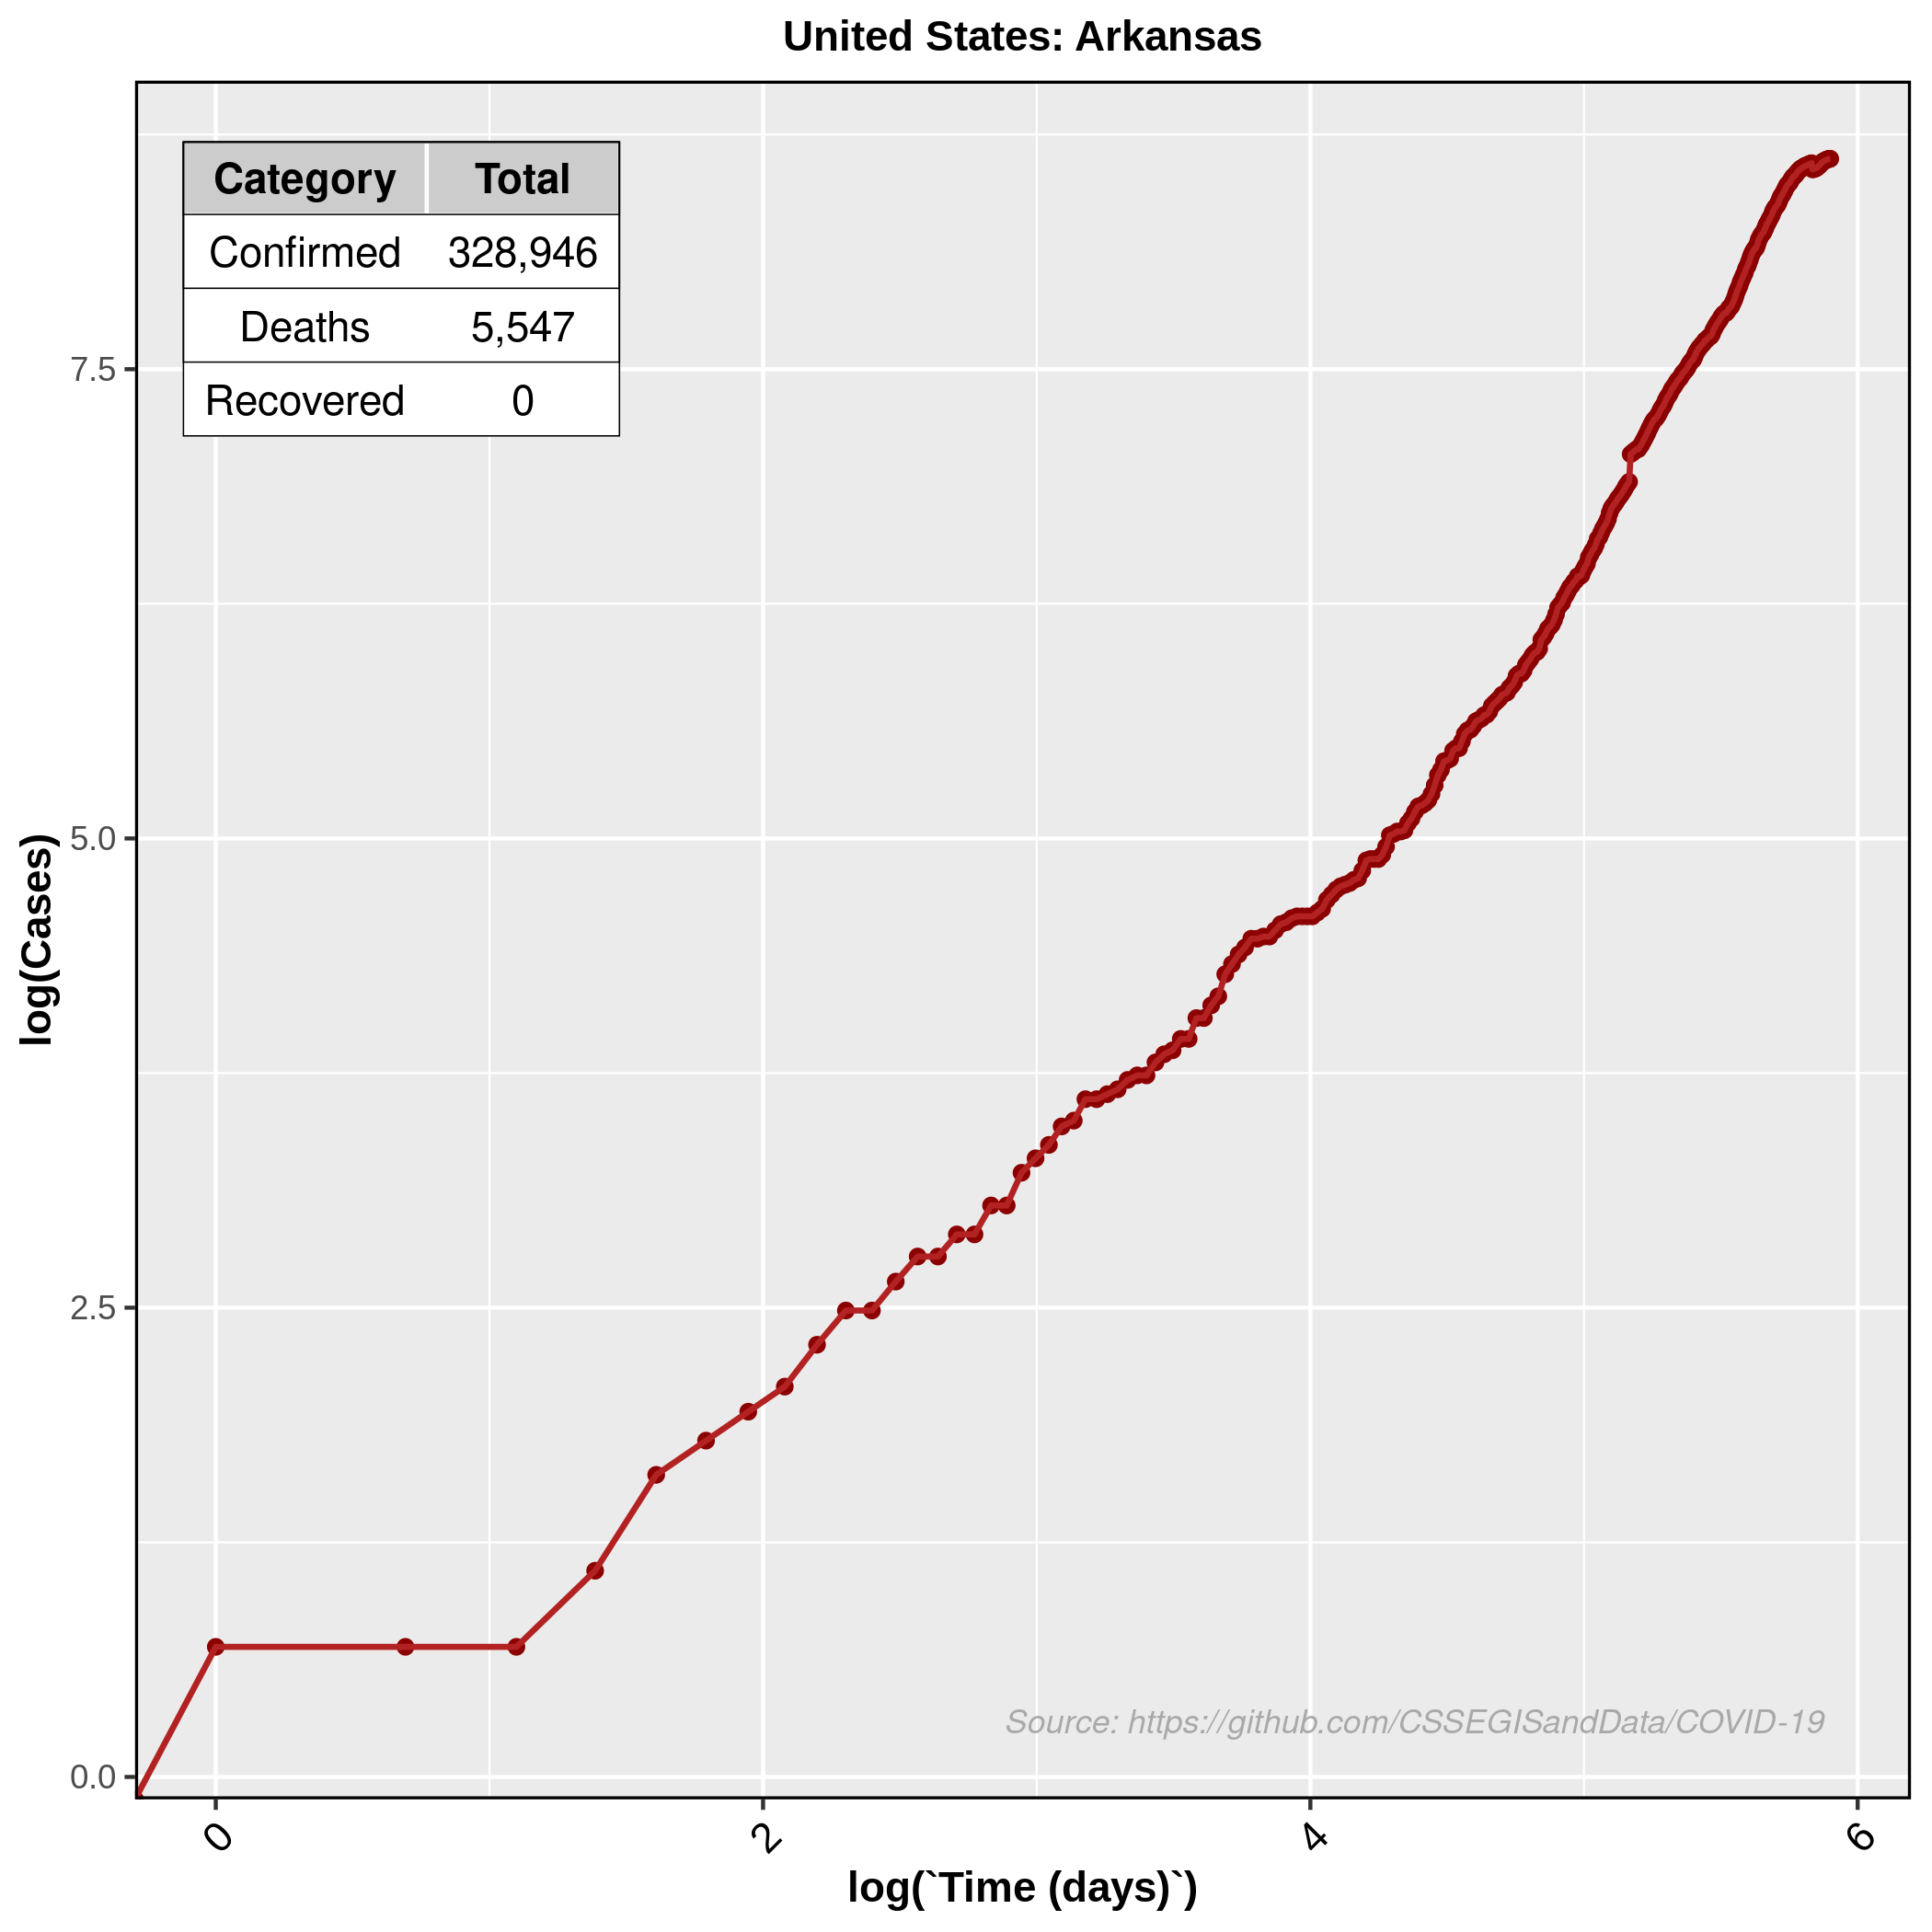 United States: Arkansas
Category Total
Confirmed 328,946
Deaths 5,547
Recovered 0
7.5
5.0
2.5
0.0
log(Cases)
Source: https://github.com/CSSEGISandData/COVID-19
0 2 4 6
log(`Time (days)`)